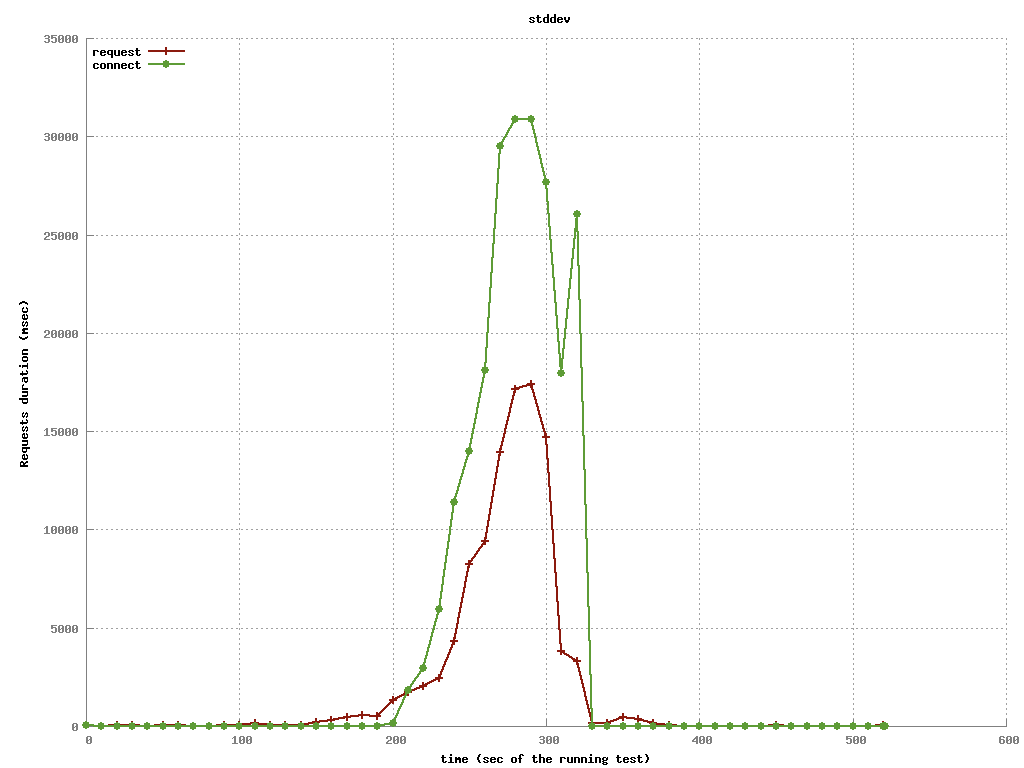 stddev
35000
request
connect
30000
25000
20000
Requests duration (msec)
15000
10000
5000
0
0 100 200 300 400 500 600
time (sec of the running test)